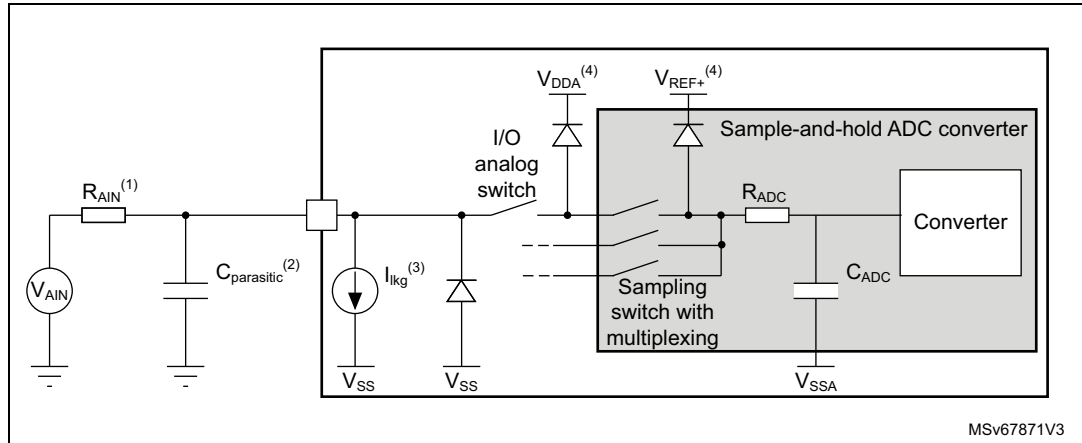 V_DDA(4)
V_REF+(4)
Sample-and-hold ADC converter
I/O
analog
switch
R_AIN(1)
R_ADC
Converter
V_AIN
C_parasitic(2)
I_lkg(3)
C_ADC
Sampling
switch with
multiplexing
V_SS
V_SS
V_SSA
MSv67871V3